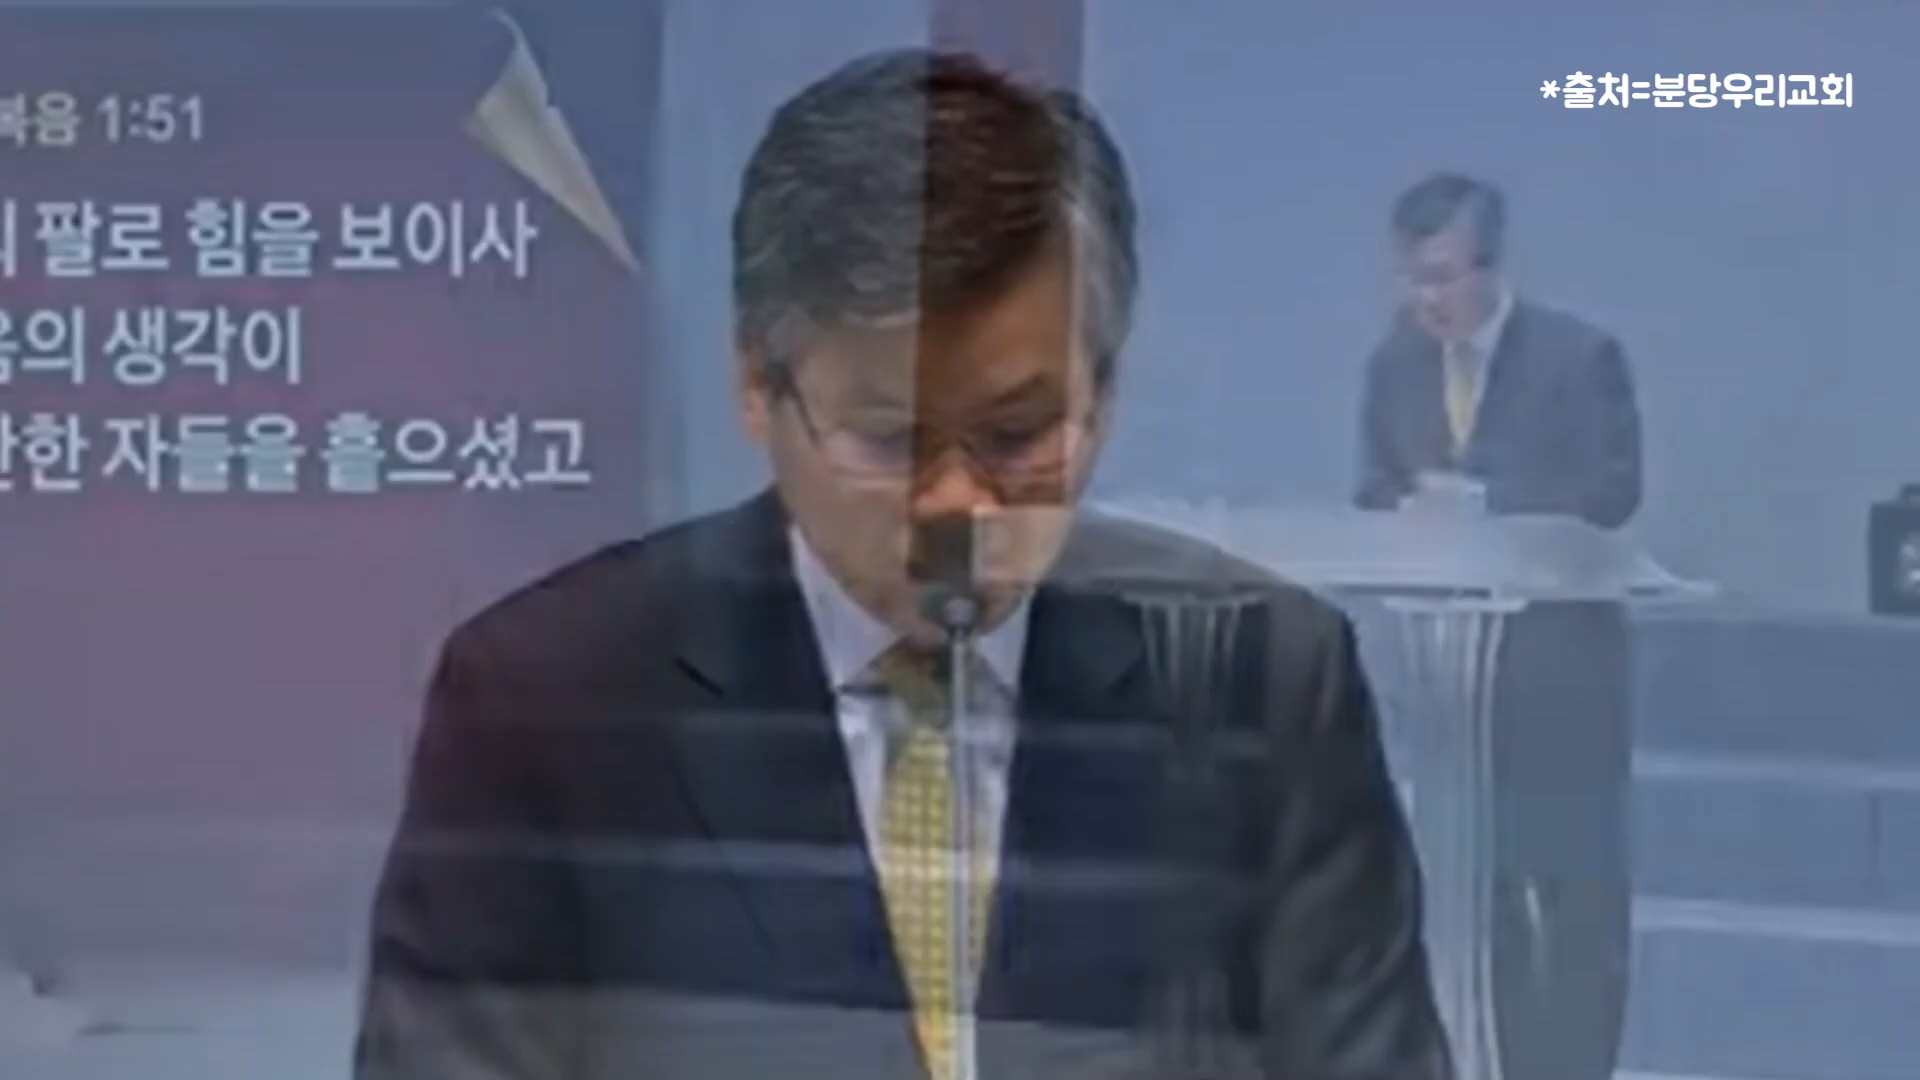 *출처=분당우리교회
복음 1:51
팔로 힘을 보이사
의 생각이
한 자들을 흩으셨고